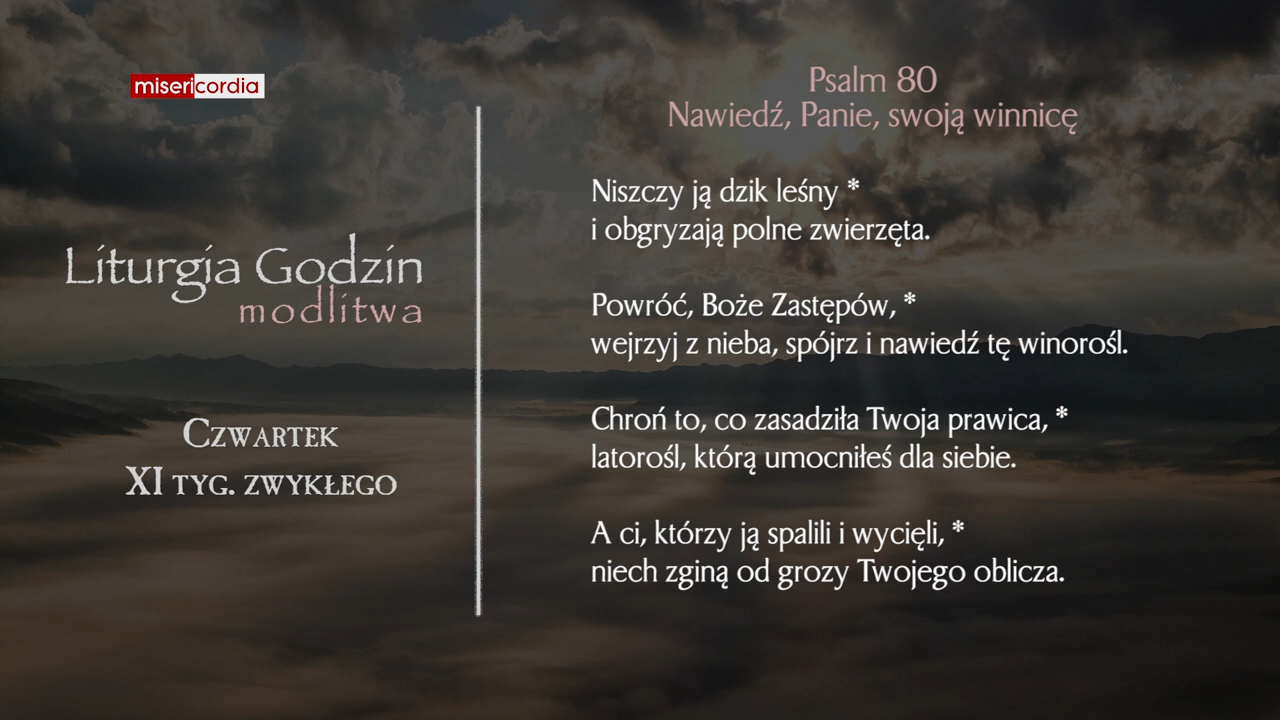 misericordia
Liturgia Godzin
modlitwa
Czwartek
XI tyg. zwykłego
Psalm 80
Nawiedź, Panie, swoją winnicę
Niszczy ją dzik leśny *
i obgryzają polne zwierzęta.
Powróć, Boże Zastępów, *
wejrzyj z nieba, spójrz i nawiedź tę winorośl.
Chroń to, co zasadziła Twoja prawica, *
latorośl, którą umocniłeś dla siebie.
A ci, którzy ją spalili i wycięli, *
niech zginą od grozy Twojego oblicza.